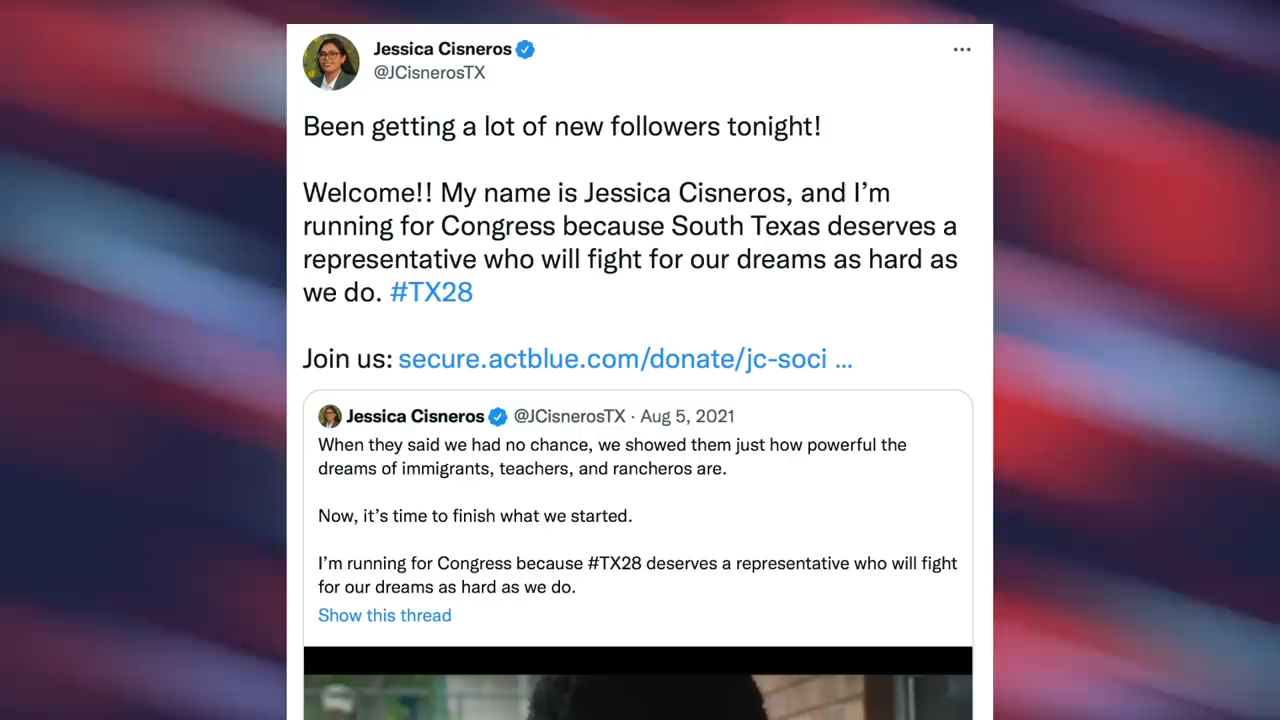 Jessica Cisneros
@JCisnerosTX
Been getting a lot of new followers tonight!
Welcome!! My name is Jessica Cisneros, and I'm
running for Congress because South Texas deserves a
representative who will fight for our dreams as hard as
we do. #TX28
Join us: secure.actblue.com/donate/jc-soci ...
Jessica Cisneros @JCisnerosTX · Aug 5, 2021
When they said we had no chance, we showed them just how powerful the
dreams of immigrants, teachers, and rancheros are.
Now, it's time to finish what we started.
I'm running for Congress because #TX28 deserves a representative who will fight
for our dreams as hard as we do.
Show this thread